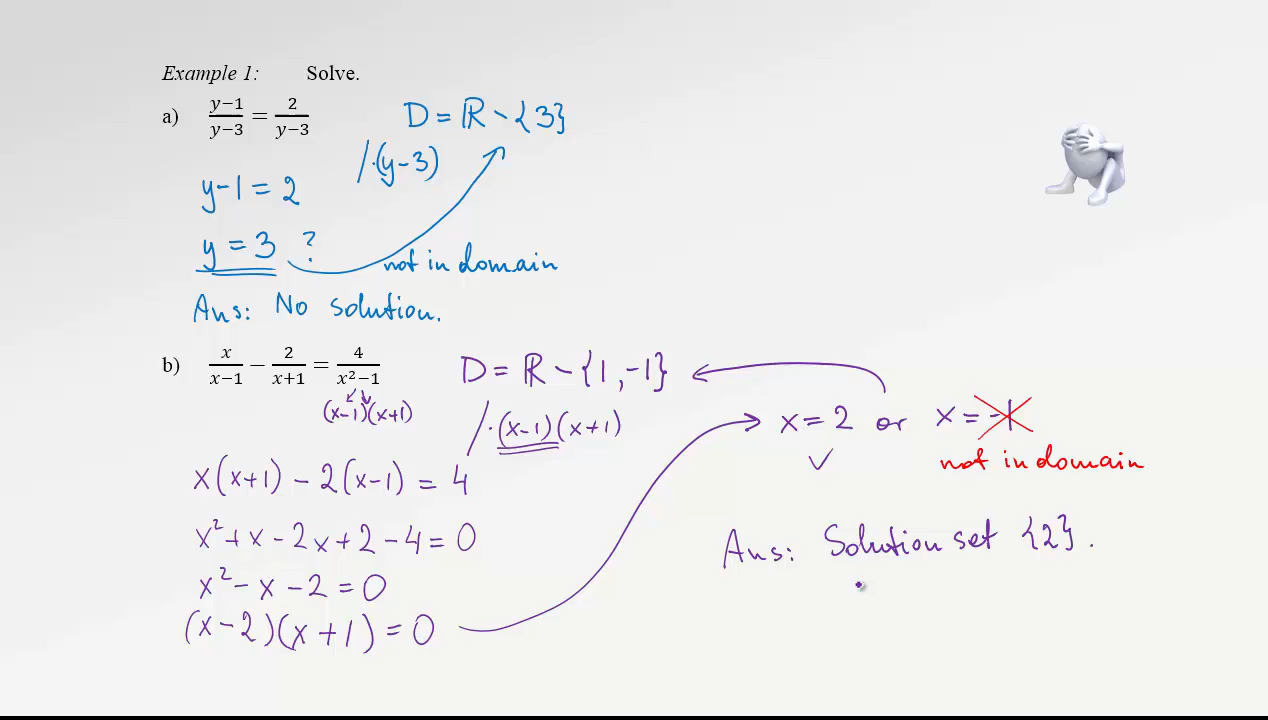 Example 1: Solve.
a) y−1/y−3 = 2/y−3 D = ℝ \ {3}
/·(y−3)
y−1 = 2
y = 3 ?
not in domain
Ans: No solution.
b) x/x−1 − 2/x+1 = 4/x²−1 D = ℝ \ {1, −1}
(x−1)(x+1)
/·(x−1)(x+1)
x(x+1) − 2(x−1) = 4
x² + x − 2x + 2 − 4 = 0
x² − x − 2 = 0
(x−2)(x+1) = 0
x = 2 or x = −1
✓ not in domain
Ans: Solution set {2}.